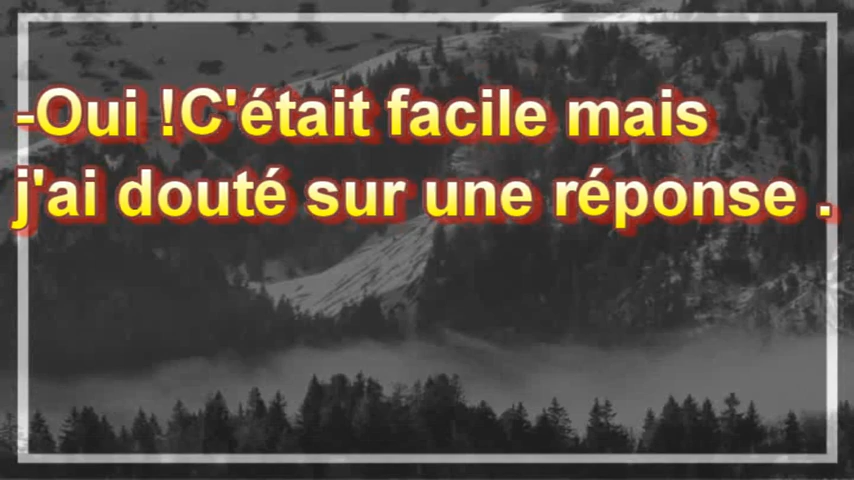 -Oui !C'était facile mais
j'ai douté sur une réponse .